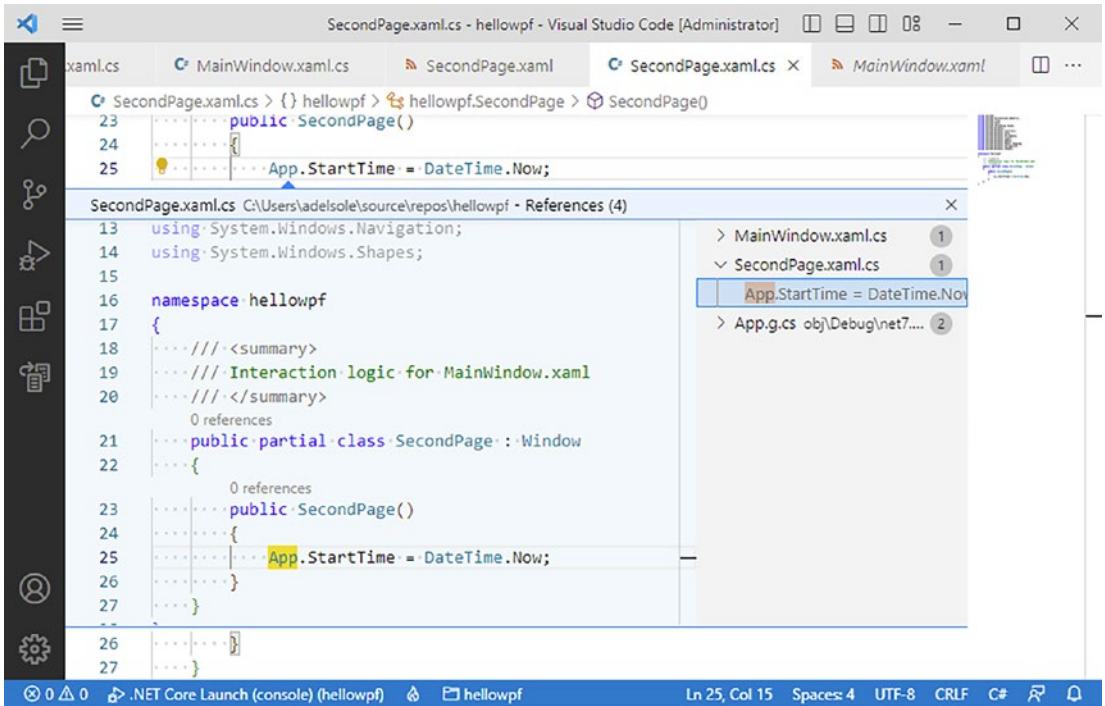 SecondPage.xaml.cs - hellowpf - Visual Studio Code [Administrator]
.xaml.cs
MainWindow.xaml.cs
SecondPage.xaml
SecondPage.xaml.cs
MainWindow.xaml
SecondPage.xaml.cs > {} hellowpf > hellowpf.SecondPage > SecondPage()
23 public SecondPage()
24 {
25 App.StartTime = DateTime.Now;
SecondPage.xaml.cs C:\Users\adelsole\source\repos\hellowpf - References (4)
13 using System.Windows.Navigation;
14 using System.Windows.Shapes;
15
16 namespace hellowpf
17 {
18 /// <summary>
19 /// Interaction logic for MainWindow.xaml
20 /// </summary>
0 references
21 public partial class SecondPage : Window
22 {
0 references
23 public SecondPage()
24 {
25 App.StartTime = DateTime.Now;
26 }
27 }
MainWindow.xaml.cs 1
SecondPage.xaml.cs 1
App.StartTime = DateTime.Now
App.g.cs obj\Debug\net7.... 2
26 }
27 }
0 0 .NET Core Launch (console) (hellowpf) hellowpf Ln 25, Col 15 Spaces: 4 UTF-8 CRLF C#